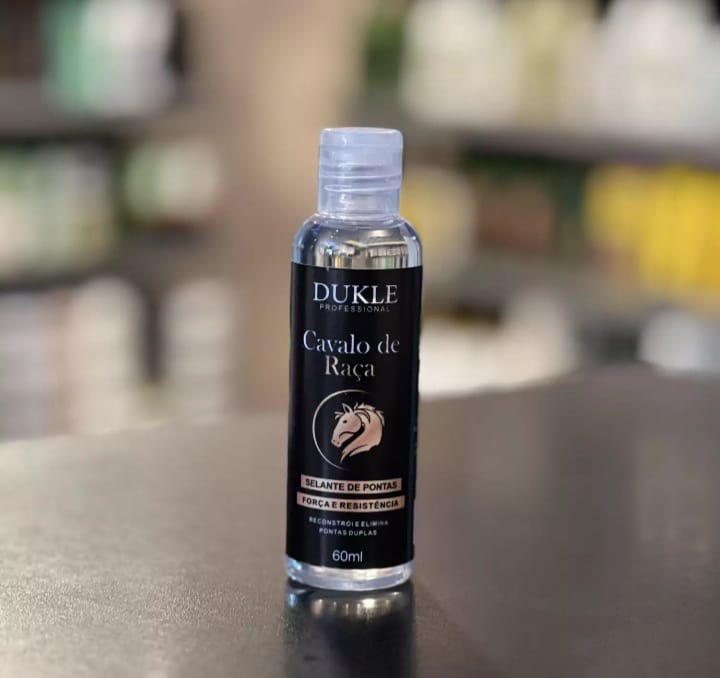 DUKLE
PROFESSIONAL
Cavalo de
Raça
SELANTE DE PONTAS
FORÇA E RESISTÊNCIA
RECONSTRÓI E ELIMINA
PONTAS DUPLAS
60ml